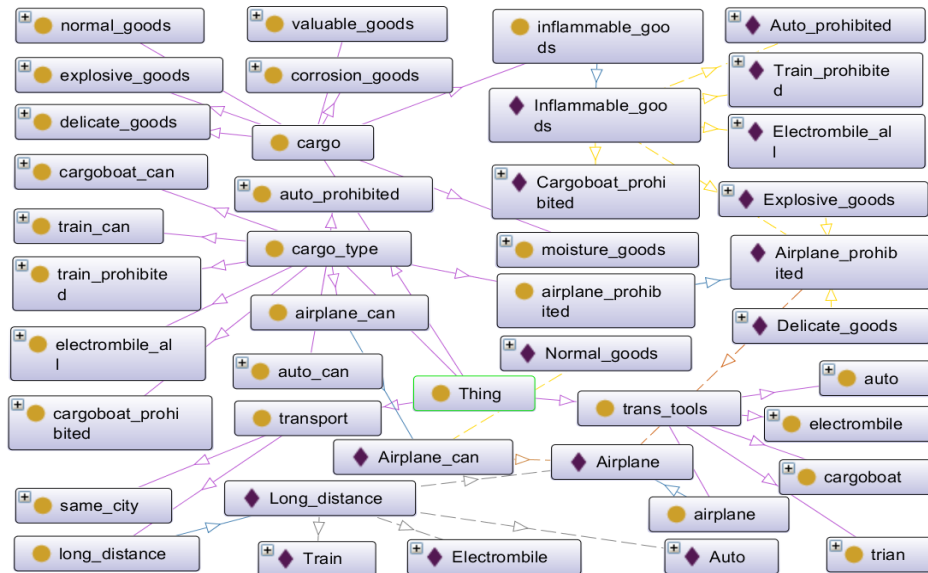 normal_goods
valuable_goods
inflammable_goo
ds
Auto_prohibited
explosive_goods
corrosion_goods
Train_prohibite
d
delicate_goods
Inflammable_go
ods
cargo
Electrombile_al
l
cargoboat_can
auto_prohibited
Cargoboat_prohi
bited
Explosive_goods
train_can
cargo_type
moisture_goods
Airplane_prohib
ited
train_prohibite
d
airplane_can
airplane_prohib
ited
electrombile_al
l
Delicate_goods
Normal_goods
auto_can
auto
Thing
cargoboat_prohi
bited
transport
trans_tools
electrombile
Airplane_can
Airplane
cargoboat
same_city
Long_distance
airplane
long_distance
Train
Electrombile
Auto
trian